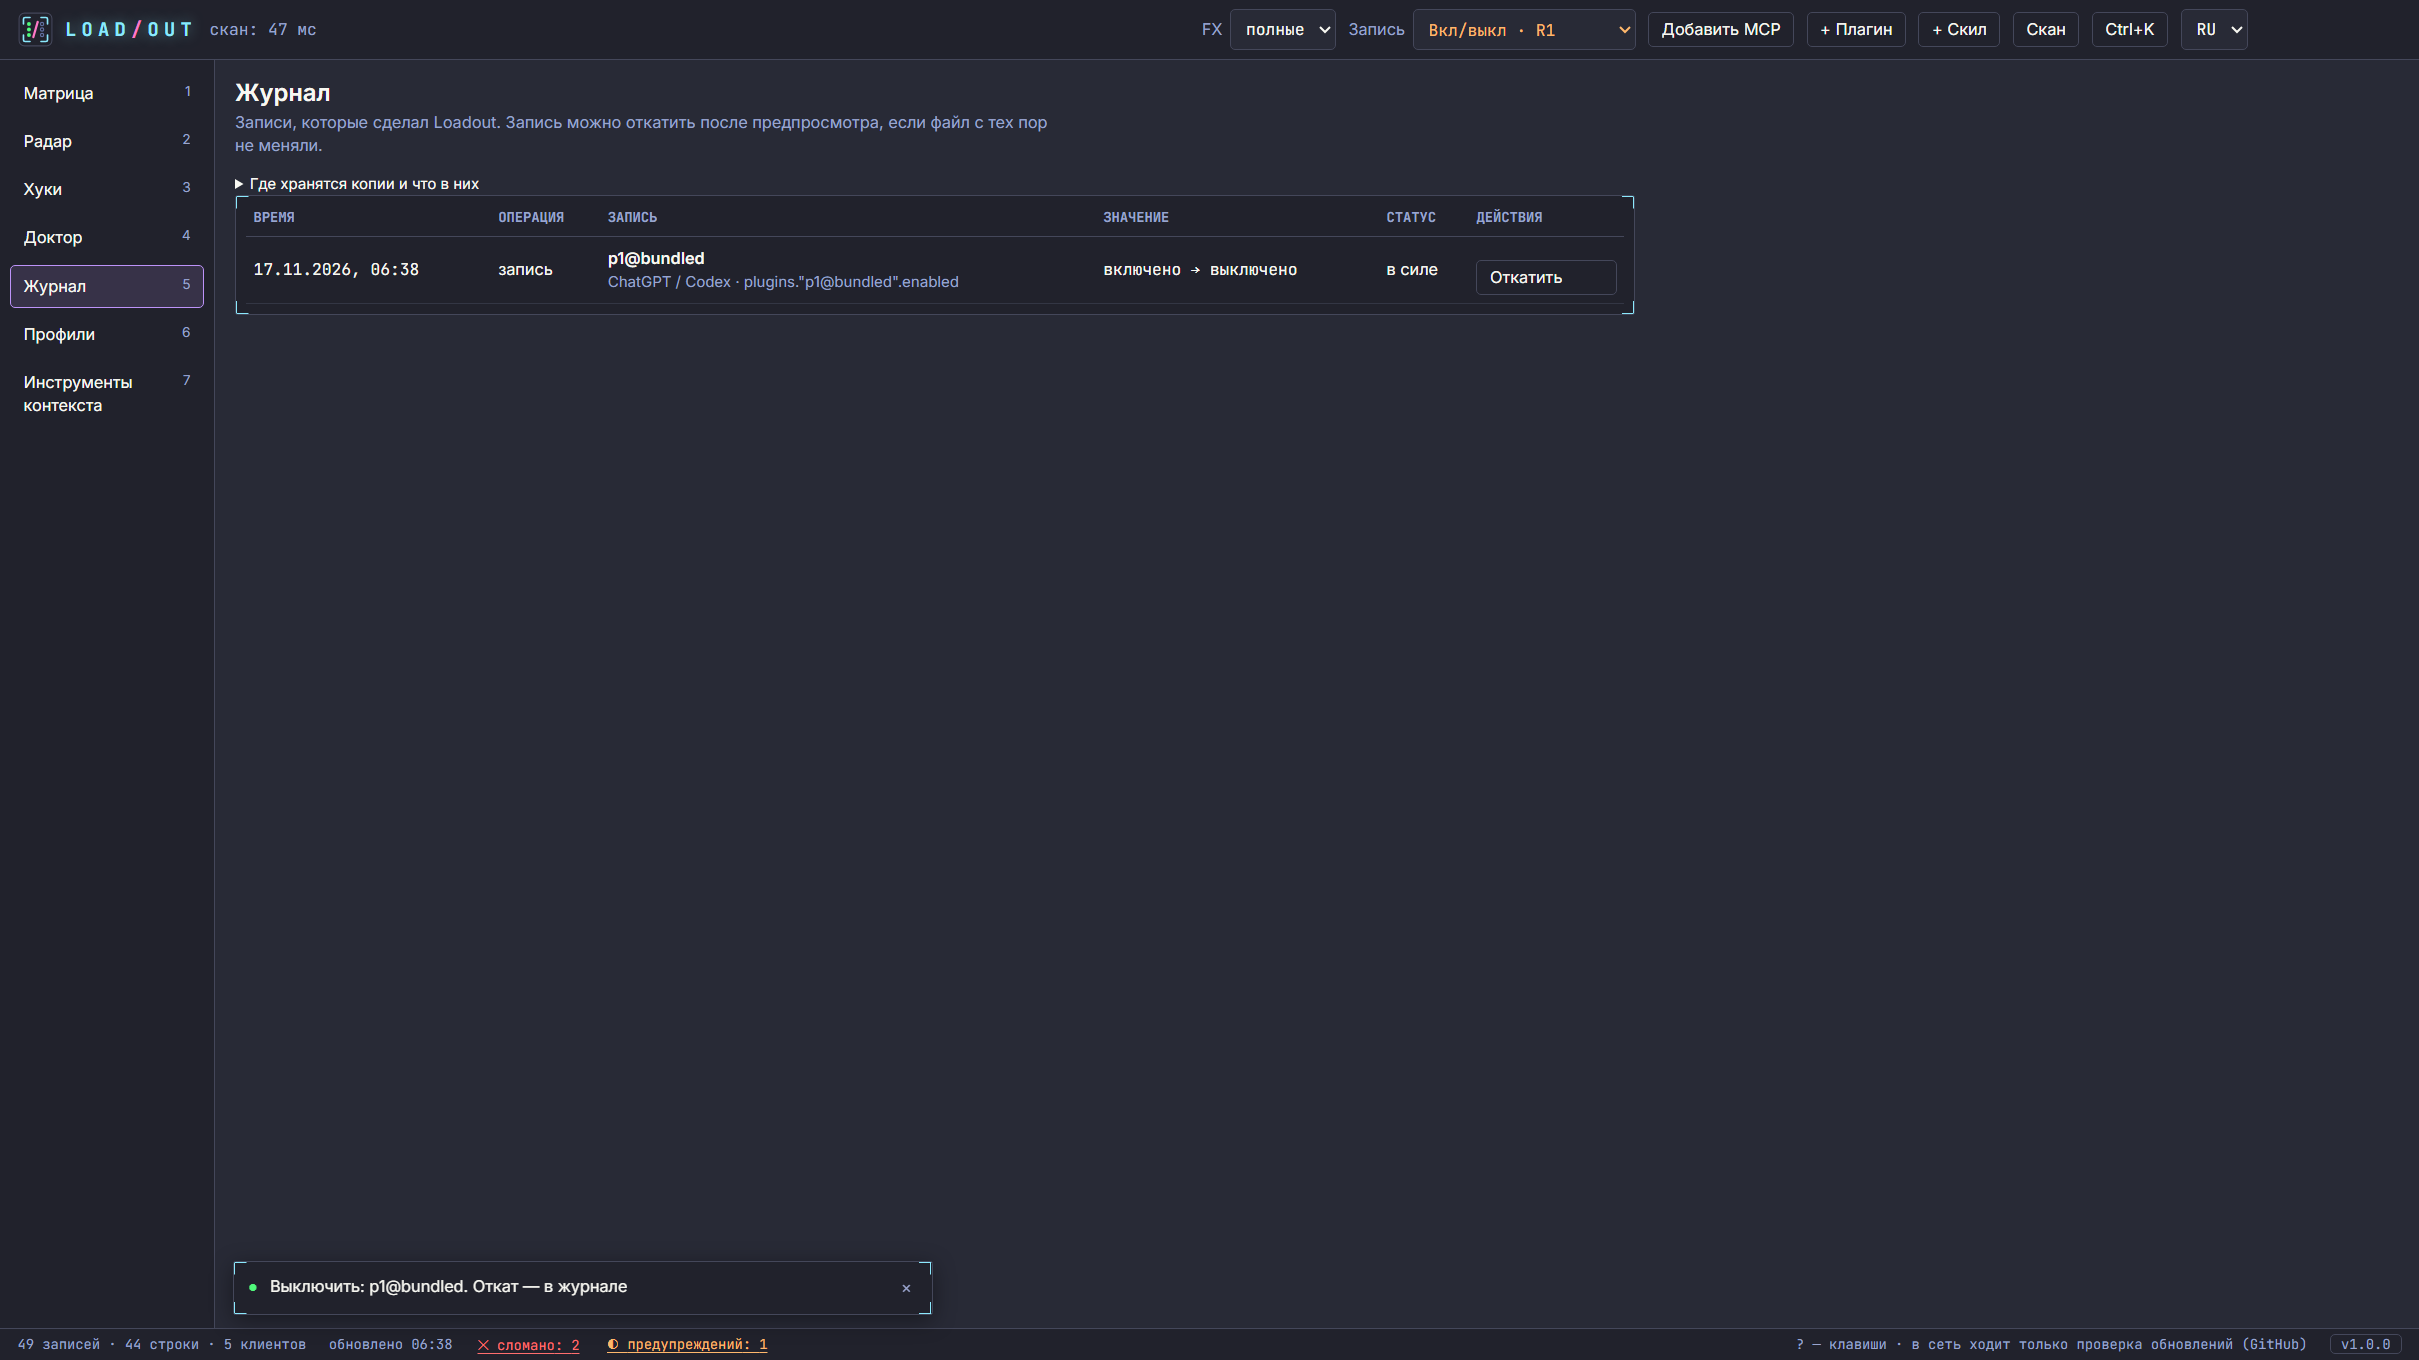 LOAD/OUT скан: 47 мс FX полные Запись Вкл/выкл · R1 Добавить MCP + Плагин + Скил Скан Ctrl+K RU
Матрица 1
Радар 2
Хуки 3
Доктор 4
Журнал 5
Профили 6
Инструменты контекста 7
Журнал
Записи, которые сделал Loadout. Запись можно откатить после предпросмотра, если файл с тех пор
не меняли.
▶ Где хранятся копии и что в них
ВРЕМЯ ОПЕРАЦИЯ ЗАПИСЬ ЗНАЧЕНИЕ СТАТУС ДЕЙСТВИЯ
17.11.2026, 06:38 запись p1@bundled включено → выключено в силе Откатить
ChatGPT / Codex · plugins."p1@bundled".enabled
Выключить: p1@bundled. Откат — в журнале ×
49 записей · 44 строки · 5 клиентов обновлено 06:38 сломано: 2 предупреждений: 1 ? — клавиши · в сеть ходит только проверка обновлений (GitHub) v1.0.0